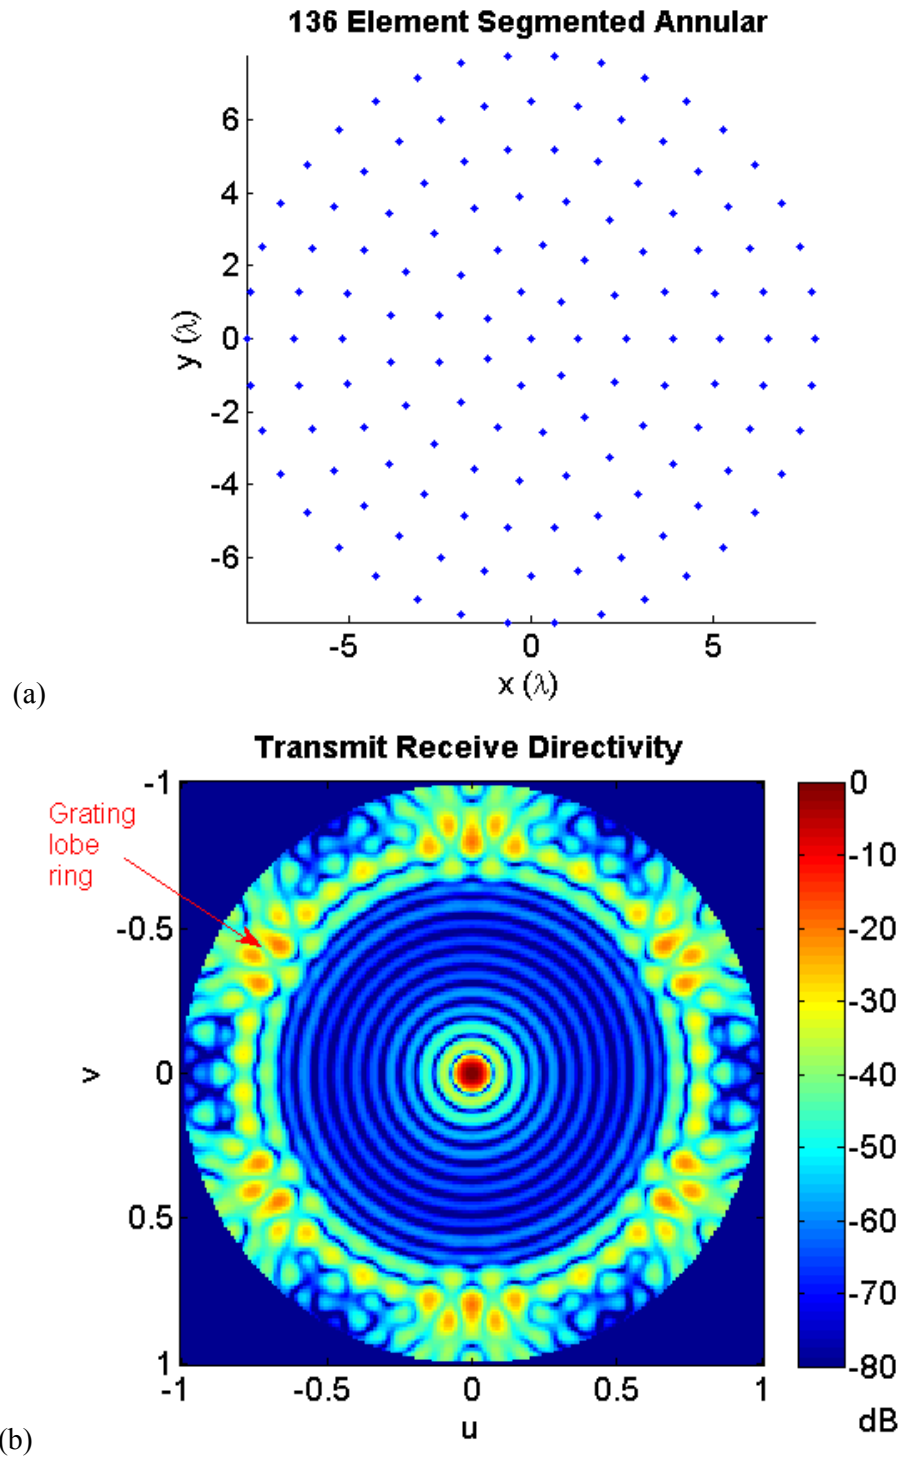 136 Element Segmented Annular
6
4
2
0
-2
-4
-6
y (λ)
-5 0 5
x (λ)
(a)
Transmit Receive Directivity
Grating
lobe
ring
-1
-0.5
0
0.5
1
v
-1 -0.5 0 0.5 1
u
0
-10
-20
-30
-40
-50
-60
-70
-80
dB
(b)